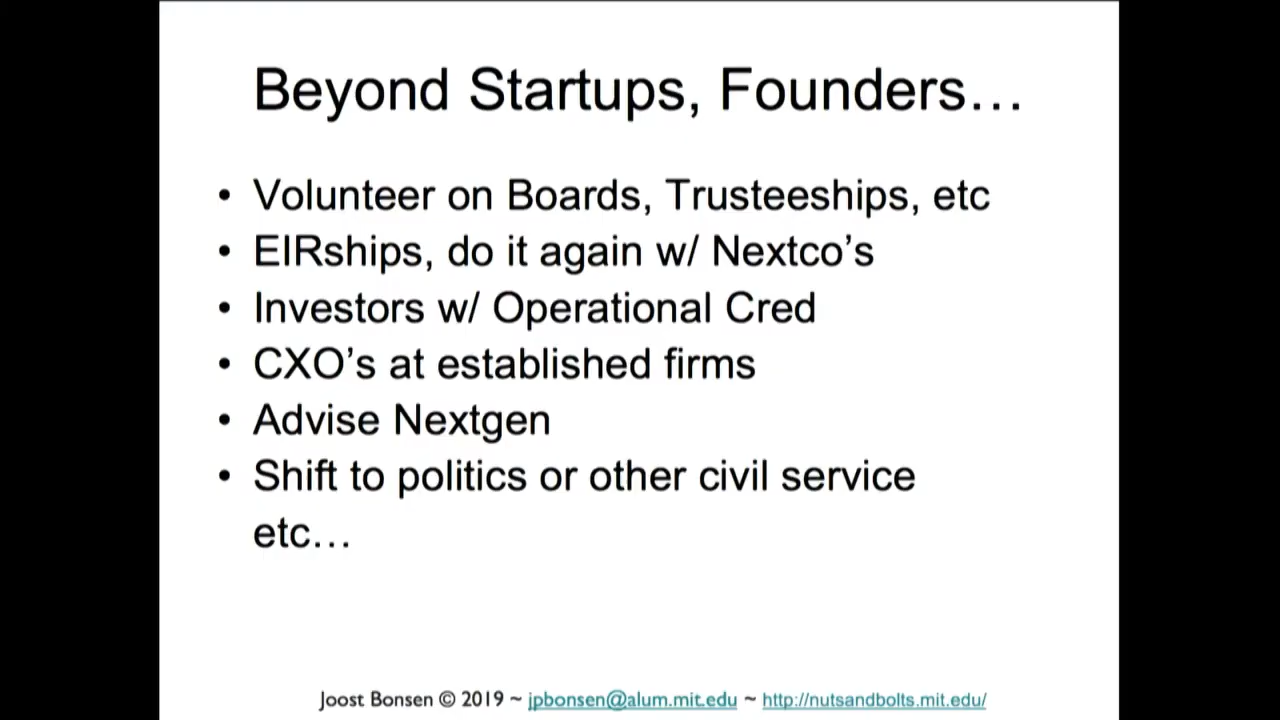 Beyond Startups, Founders…
• Volunteer on Boards, Trusteeships, etc
• EIRships, do it again w/ Nextco’s
• Investors w/ Operational Cred
• CXO’s at established firms
• Advise Nextgen
• Shift to politics or other civil service
etc…
Joost Bonsen © 2019 ~ jpbonsen@alum.mit.edu ~ http://nutsandbolts.mit.edu/